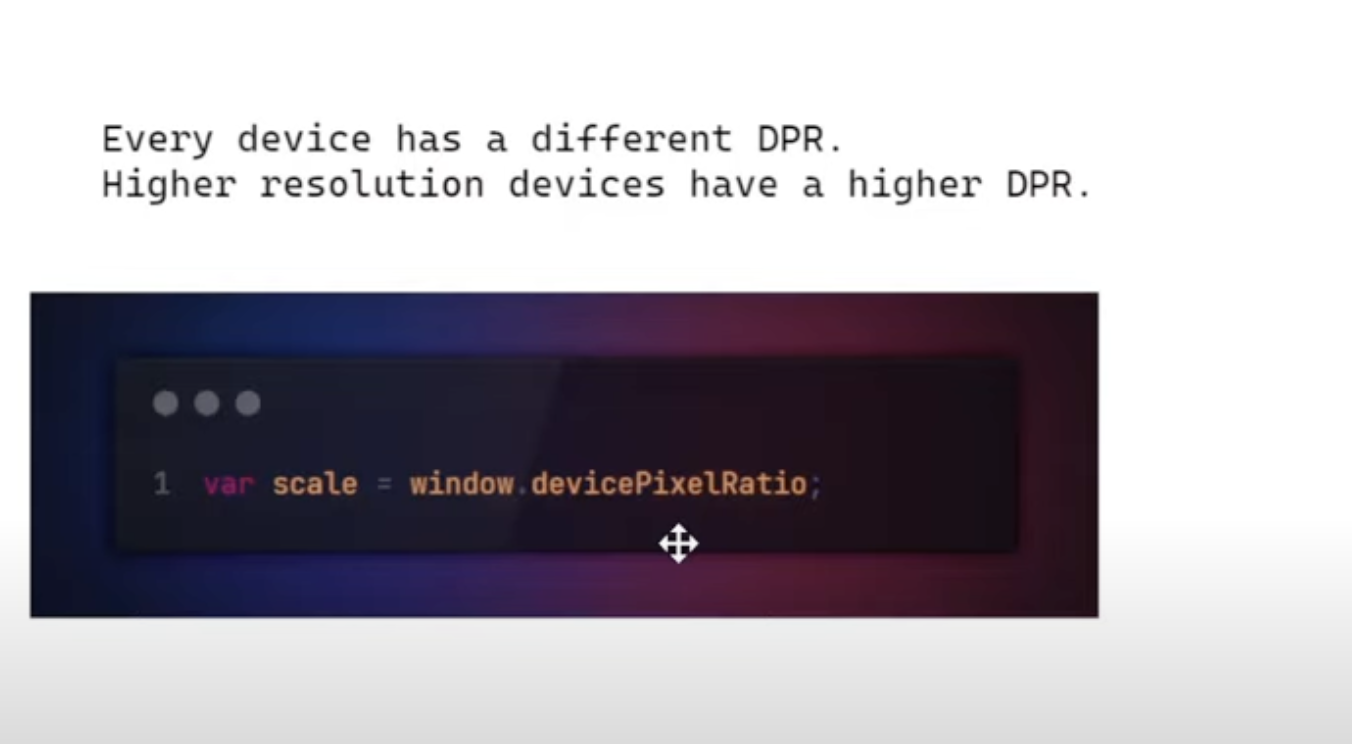 Every device has a different DPR.
Higher resolution devices have a higher DPR.
1 var scale = window.devicePixelRatio;